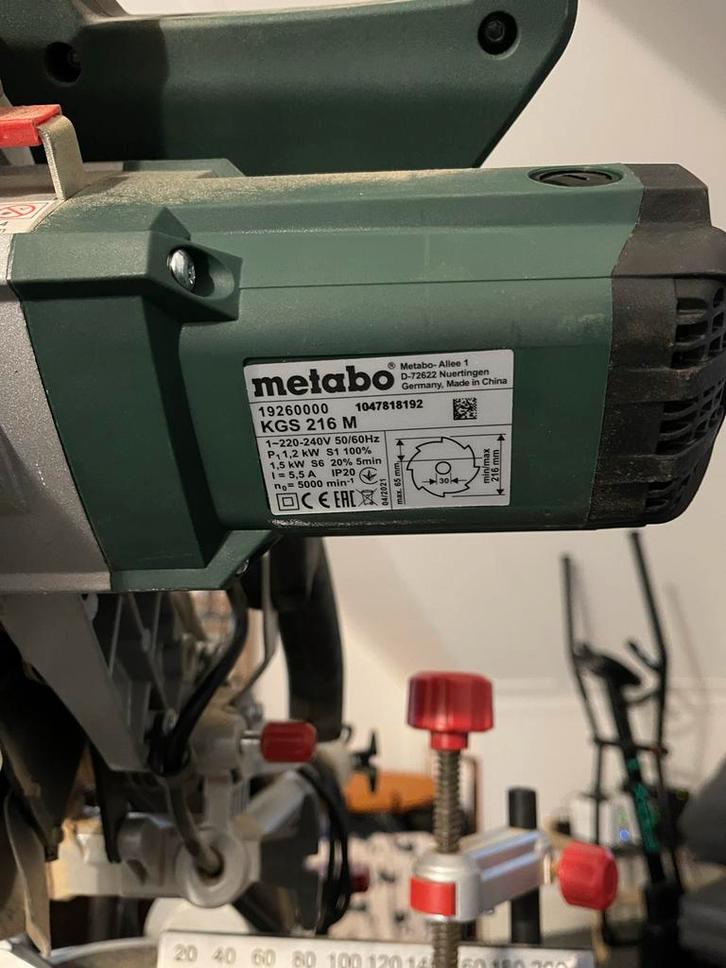 metabo®
Metabo-Allee 1
D-72622 Nuertingen
Germany, Made in China
19260000 1047818192
KGS 216 M
1~220-240V 50/60Hz
P₁ 1,2 kW S1 100%
1,5 kW S6 20% 5min
I = 5,5 A IP20
n₀ = 5000 min-¹
CE EAC
04/2021
max. 65 mm
30
min/max
216 mm
20 40 60 80 100 120